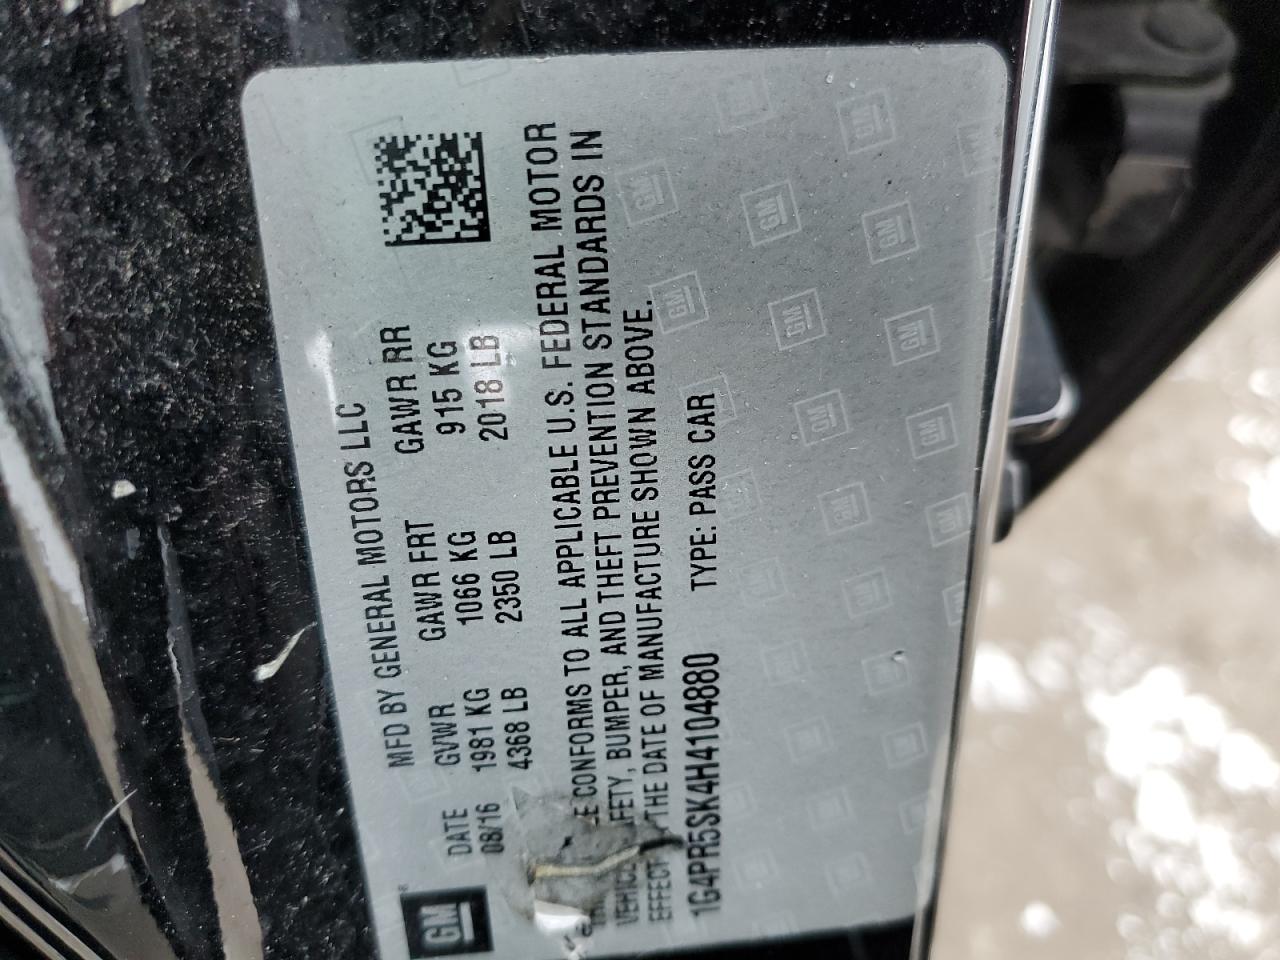 MFD BY GENERAL MOTORS LLC
GM
DATE GVWR GAWR FRT GAWR RR
08/16 1981 KG 1066 KG 915 KG
4368 LB 2350 LB 2018 LB
CONFORMS TO ALL APPLICABLE U.S. FEDERAL MOTOR
BUMPER, AND THEFT PREVENTION STANDARDS IN
THE DATE OF MANUFACTURE SHOWN ABOVE.
1G4PR5SK4H4104880 TYPE: PASS CAR